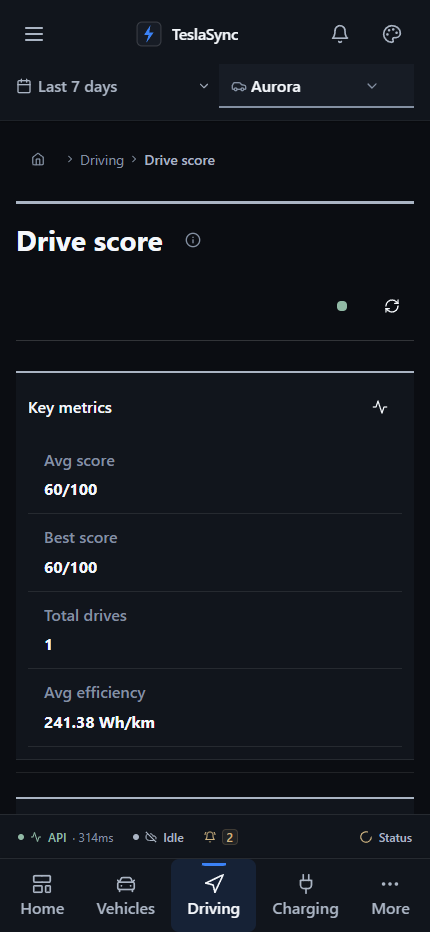 TeslaSync
Last 7 days
Aurora
Driving
Drive score
Drive score
Key metrics
Avg score
60/100
Best score
60/100
Total drives
1
Avg efficiency
241.38 Wh/km
API · 314ms
Idle
2
Status
Home
Vehicles
Driving
Charging
More